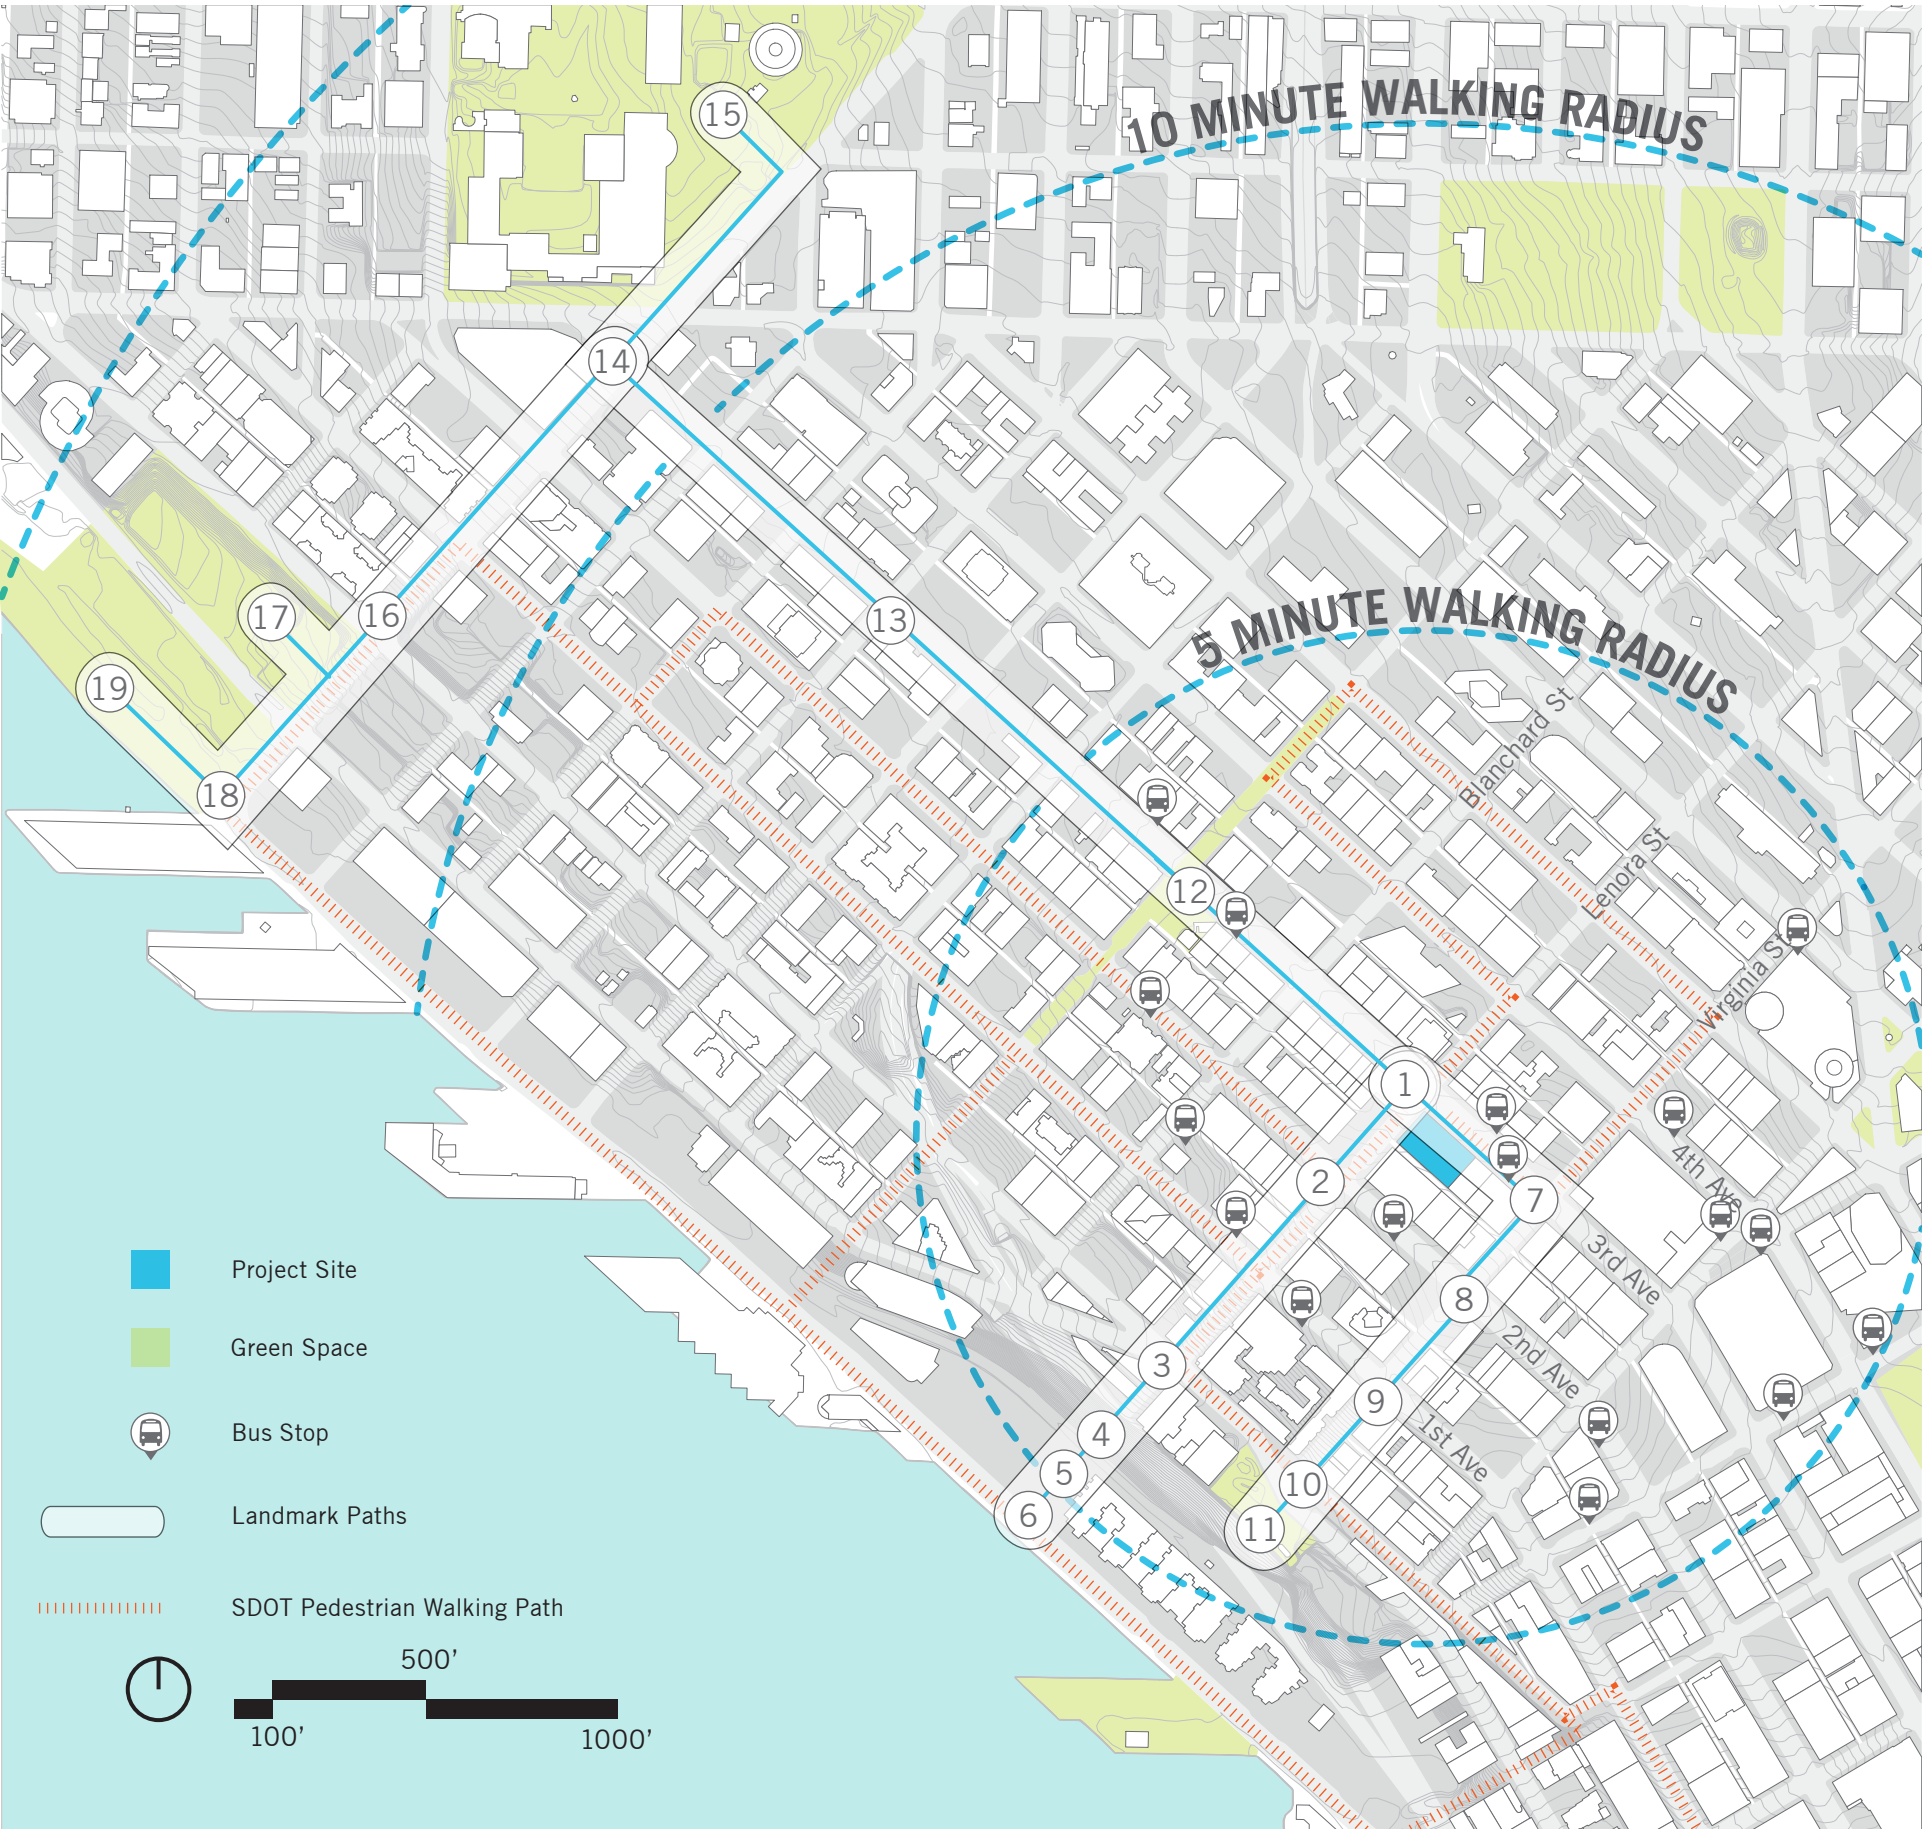 10 MINUTE WALKING RADIUS
15
14
13
17
16
19
18
5 MINUTE WALKING RADIUS
Blanchard St
Lenora St
Virginia St
12
1
2
7
4th Ave
3rd Ave
8
2nd Ave
3
9
1st Ave
4
5
10
6
11
Project Site
Green Space
Bus Stop
Landmark Paths
SDOT Pedestrian Walking Path
500'
100'
1000'